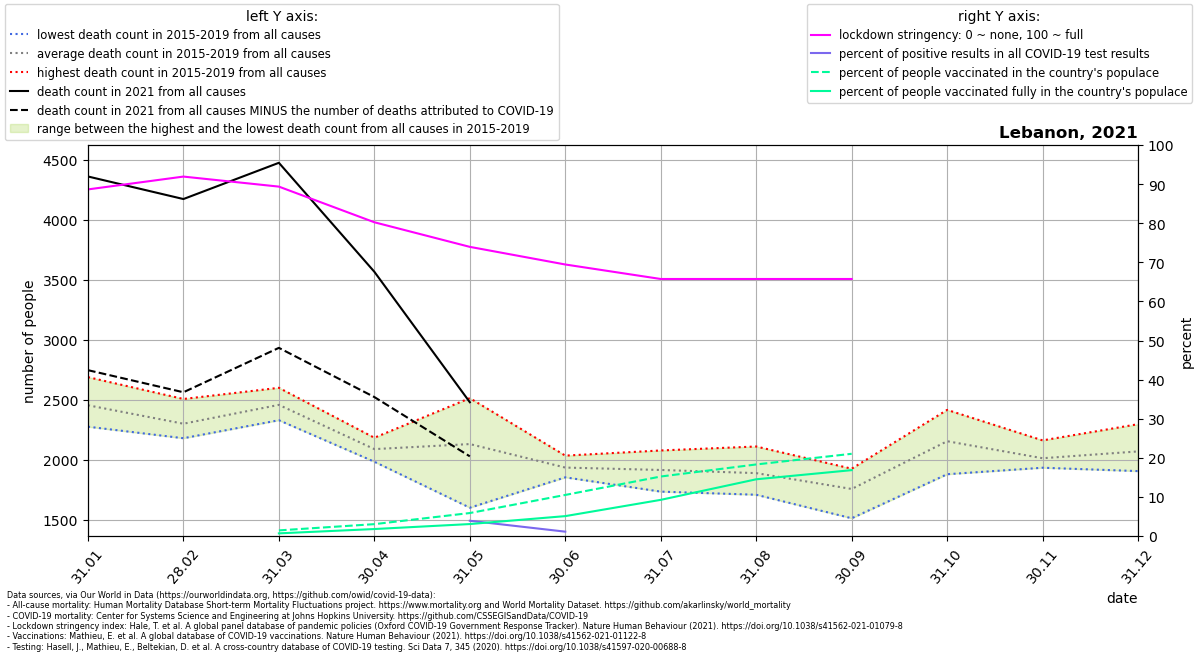 left Y axis:
lowest death count in 2015-2019 from all causes
average death count in 2015-2019 from all causes
highest death count in 2015-2019 from all causes
death count in 2021 from all causes
death count in 2021 from all causes MINUS the number of deaths attributed to COVID-19
range between the highest and the lowest death count from all causes in 2015-2019
right Y axis:
lockdown stringency: 0 ~ none, 100 ~ full
percent of positive results in all COVID-19 test results
percent of people vaccinated in the country's populace
percent of people vaccinated fully in the country's populace
Lebanon, 2021
number of people
4500
4000
3500
3000
2500
2000
1500
100
90
80
70
60
50
40
30
20
10
0
percent
31.01
28.02
31.03
30.04
31.05
30.06
31.07
31.08
30.09
31.10
30.11
31.12
date
Data sources, via Our World in Data (https://ourworldindata.org, https://github.com/owid/covid-19-data):
- All-cause mortality: Human Mortality Database Short-term Mortality Fluctuations project. https://www.mortality.org and World Mortality Dataset. https://github.com/akarlinsky/world_mortality
- COVID-19 mortality: Center for Systems Science and Engineering at Johns Hopkins University. https://github.com/CSSEGISandData/COVID-19
- Lockdown stringency index: Hale, T. et al. A global panel database of pandemic policies (Oxford COVID-19 Government Response Tracker). Nature Human Behaviour (2021). https://doi.org/10.1038/s41562-021-01079-8
- Vaccinations: Mathieu, E. et al. A global database of COVID-19 vaccinations. Nature Human Behaviour (2021). https://doi.org/10.1038/s41562-021-01122-8
- Testing: Hasell, J., Mathieu, E., Beltekian, D. et al. A cross-country database of COVID-19 testing. Sci Data 7, 345 (2020). https://doi.org/10.1038/s41597-020-00688-8